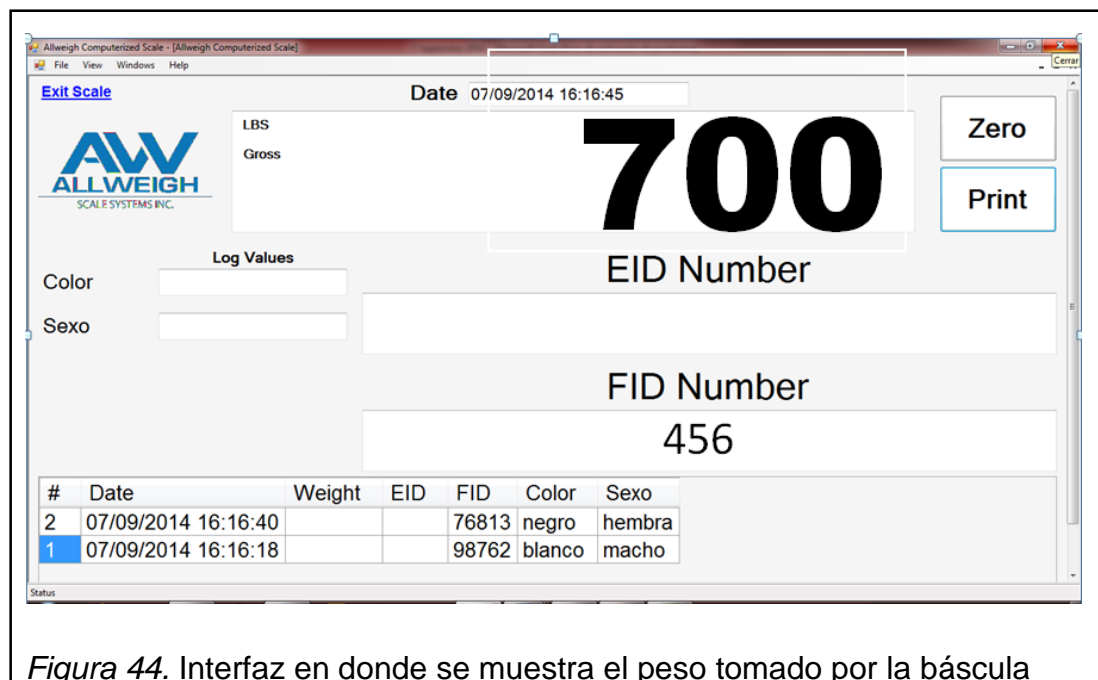 Allweigh Computerized Scale - [Allweigh Computerized Scale]
Cerrar
File View Windows Help
Exit Scale
Date 07/09/2014 16:16:45
LBS
Gross
700
Zero
Print
AW
ALLWEIGH
SCALE SYSTEMS INC.
Log Values
Color
Sexo
EID Number
FID Number
456
# Date Weight EID FID Color Sexo
2 07/09/2014 16:16:40 76813 negro hembra
1 07/09/2014 16:16:18 98762 blanco macho
Status
Figura 44. Interfaz en donde se muestra el peso tomado por la báscula